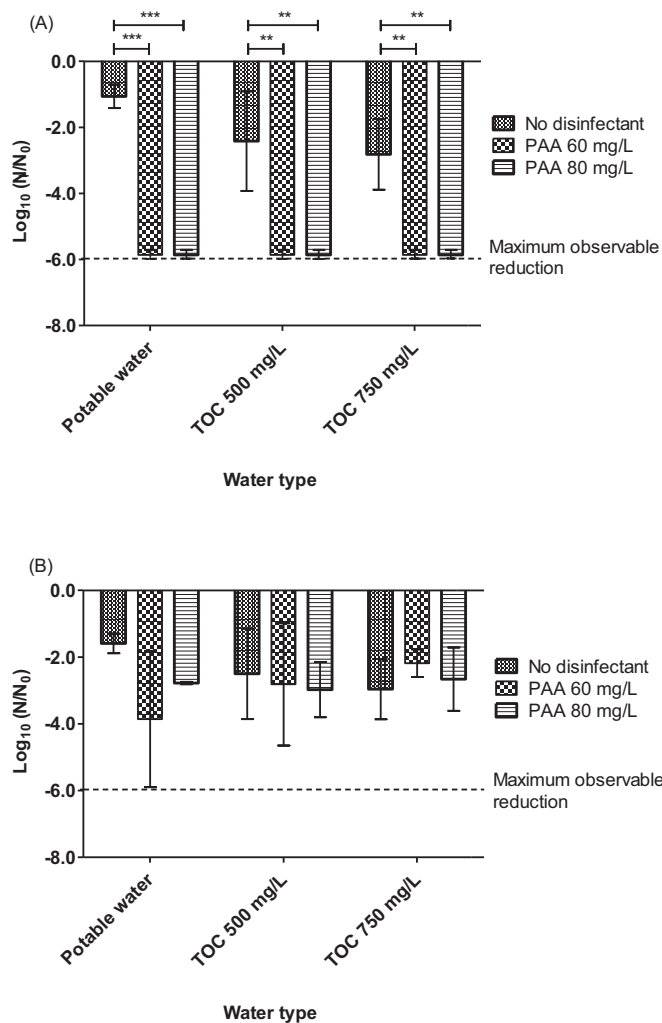 (A)
*** ** **
*** ** **
0.0
-2.0
-4.0
-6.0
-8.0
Log10 (N/N0)
No disinfectant
PAA 60 mg/L
PAA 80 mg/L
Maximum observable
reduction
Potable water
TOC 500 mg/L
TOC 750 mg/L
Water type
(B)
0.0
-2.0
-4.0
-6.0
-8.0
Log10 (N/N0)
No disinfectant
PAA 60 mg/L
PAA 80 mg/L
Maximum observable
reduction
Potable water
TOC 500 mg/L
TOC 750 mg/L
Water type